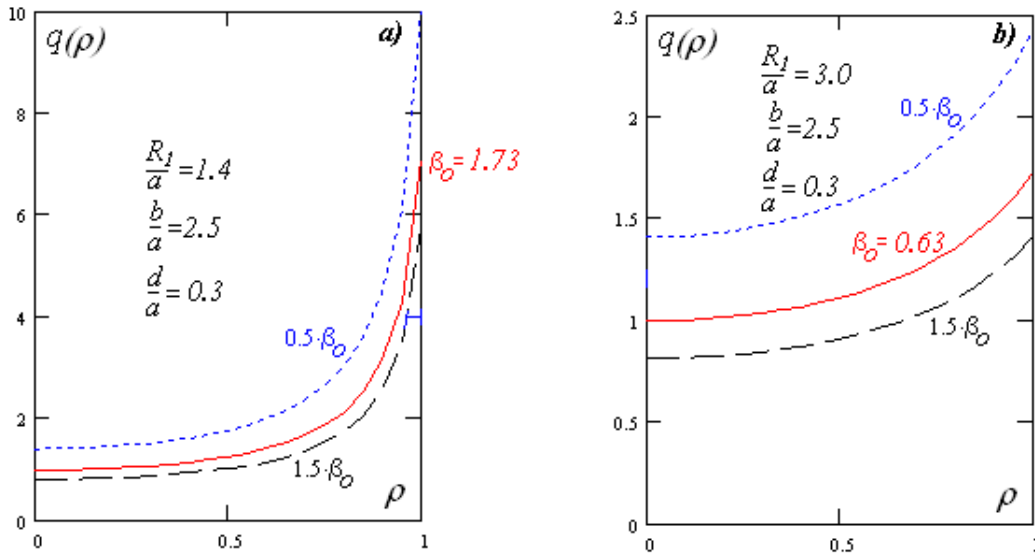 q(ρ)
a)
R₁/a = 1.4
b/a = 2.5
d/a = 0.3
β₀ = 1.73
0.5·β₀
1.5·β₀
ρ
10
8
6
4
2
0
0
0.5
1
q(ρ)
b)
R₁/a = 3.0
b/a = 2.5
d/a = 0.3
0.5·β₀
β₀ = 0.63
1.5·β₀
ρ
2.5
2
1.5
1
0.5
0
0
0.5
1